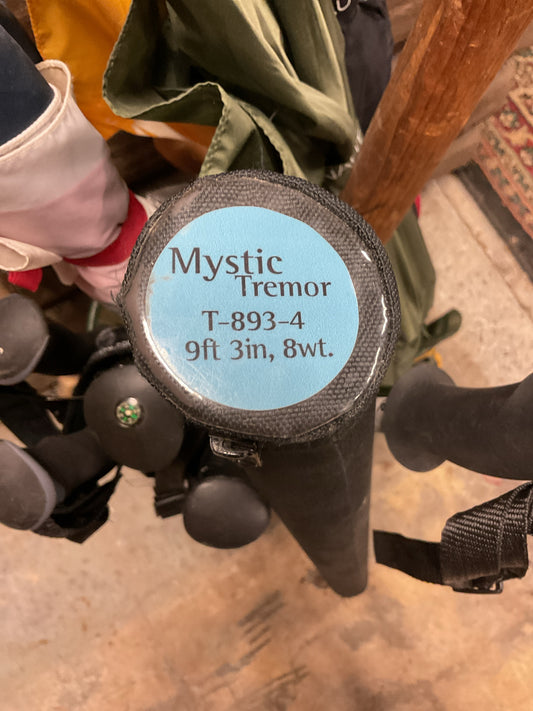 Mystic
Tremor
T-893-4
9ft 3in, 8wt.